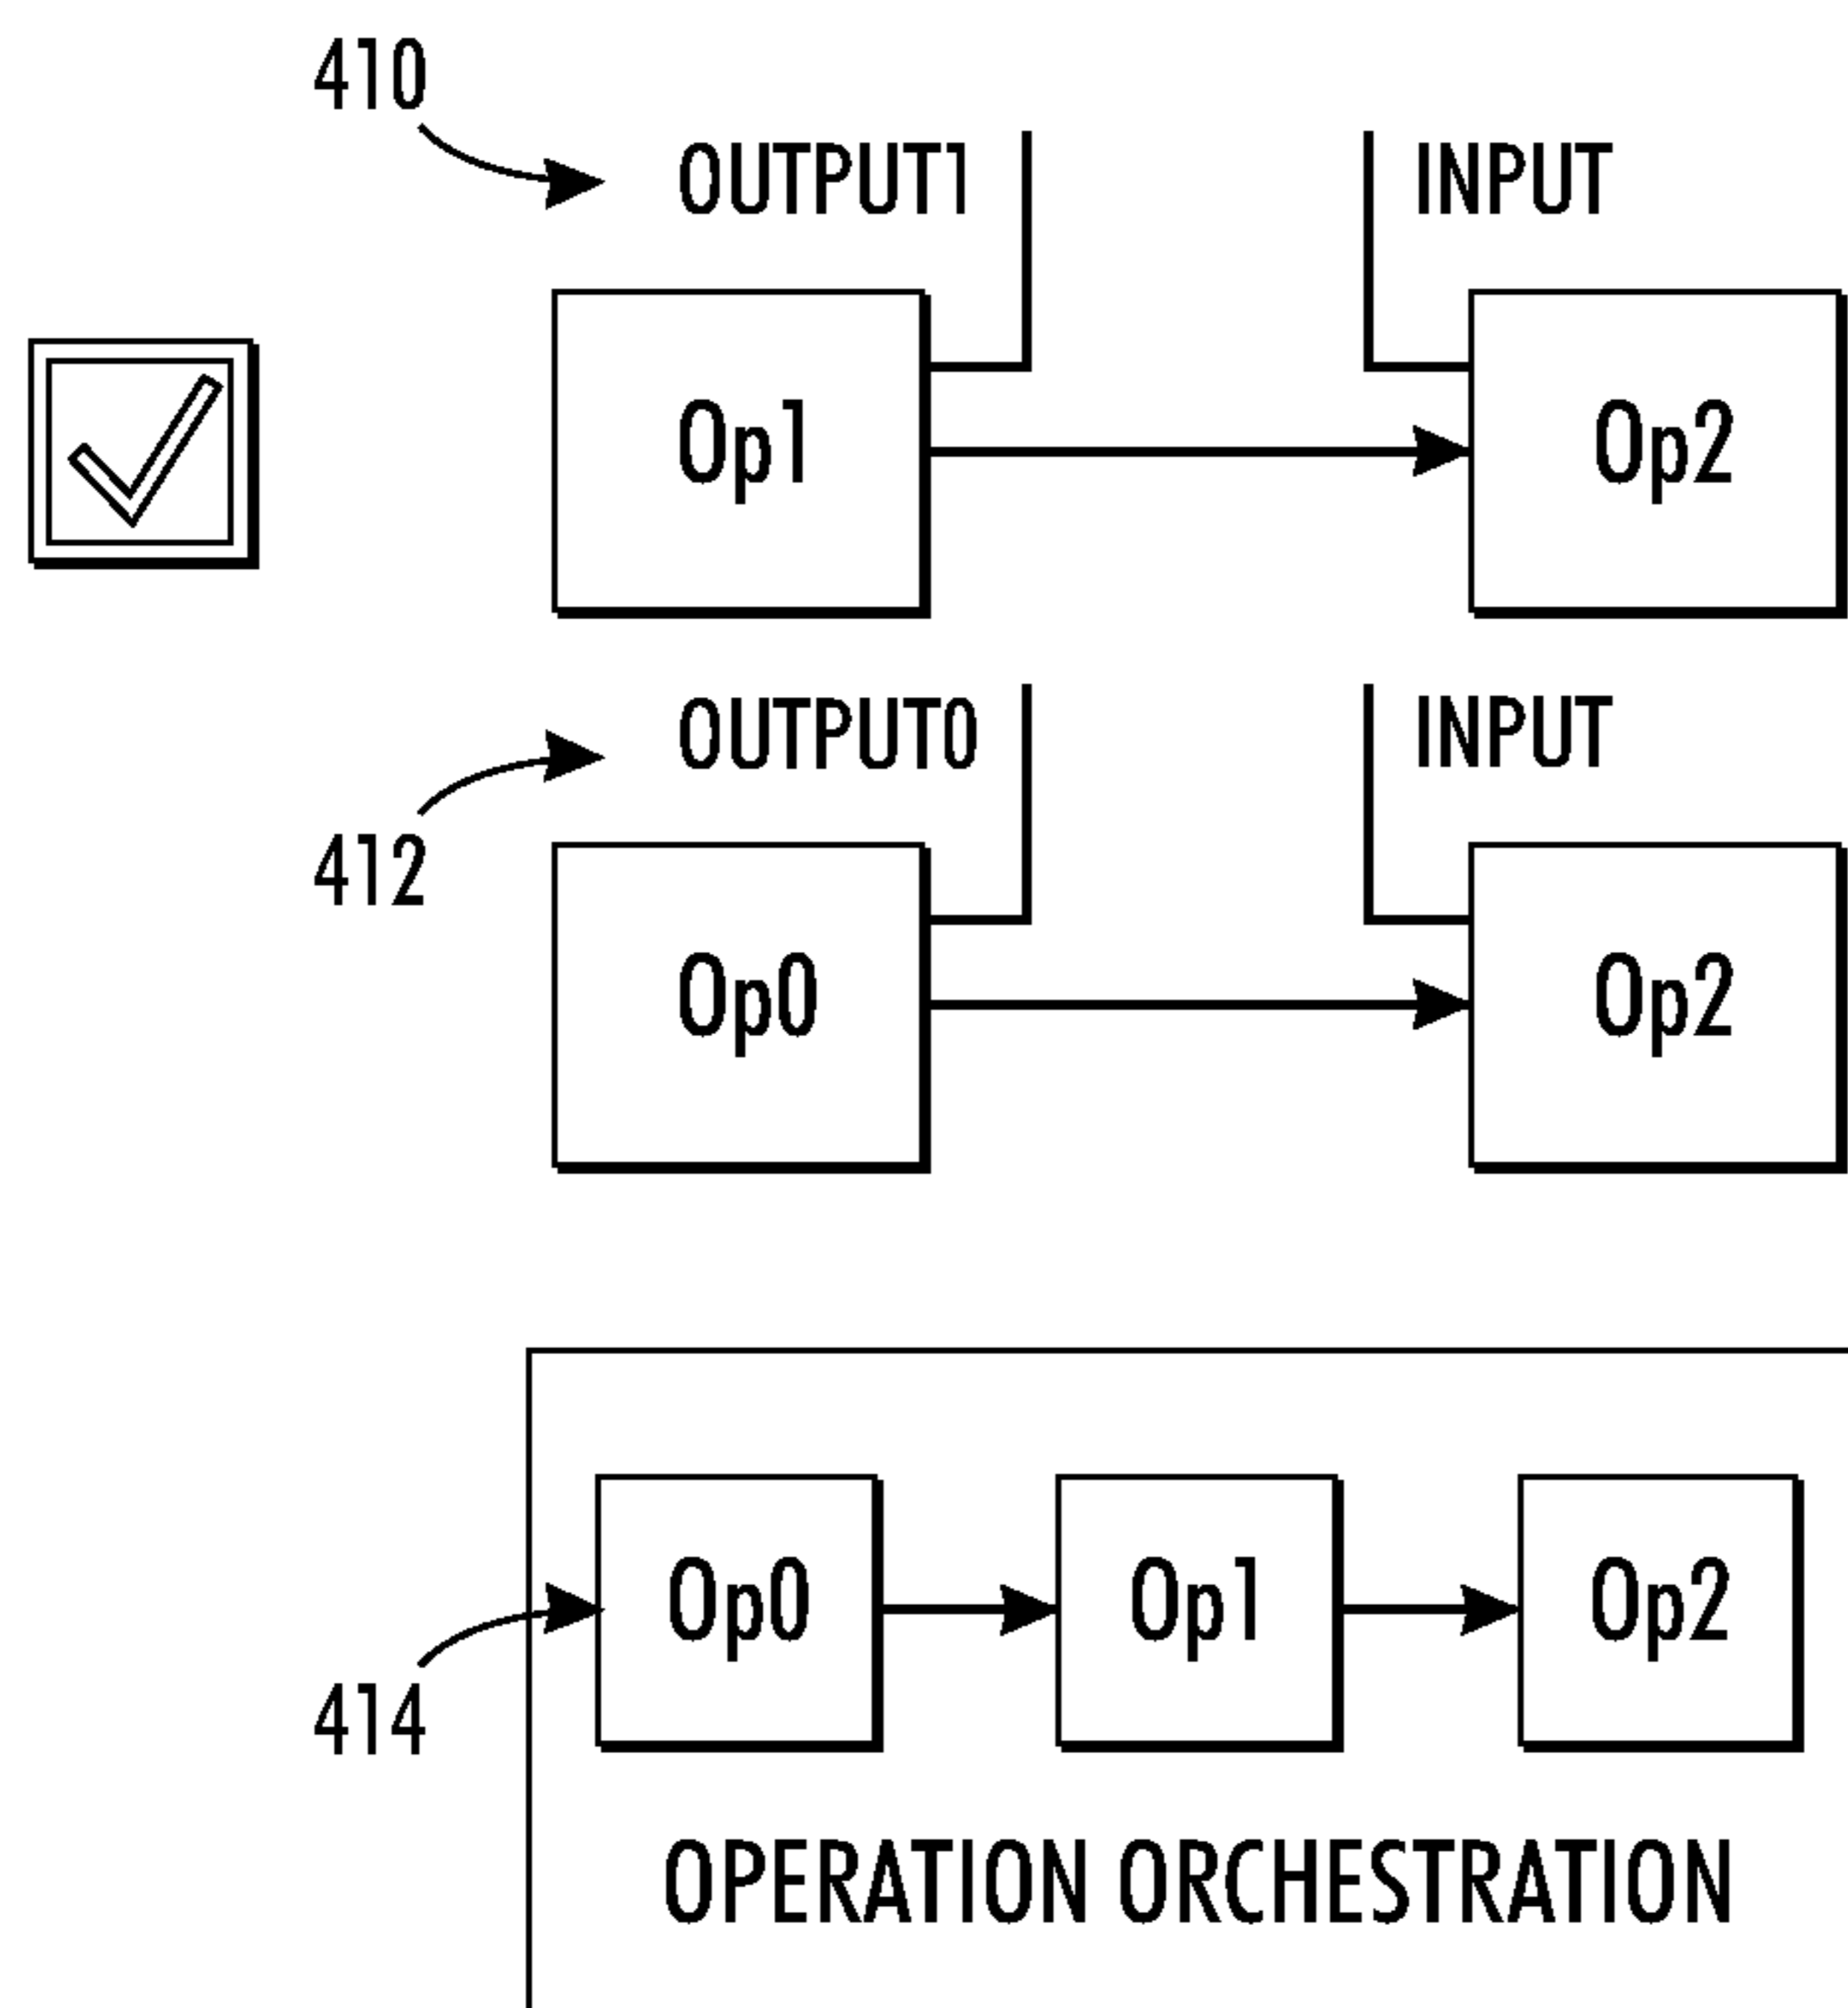 410
OUTPUT1 INPUT
Op1 Op2
OUTPUT0 INPUT
412
Op0 Op2
Op0 Op1 Op2
414
OPERATION ORCHESTRATION